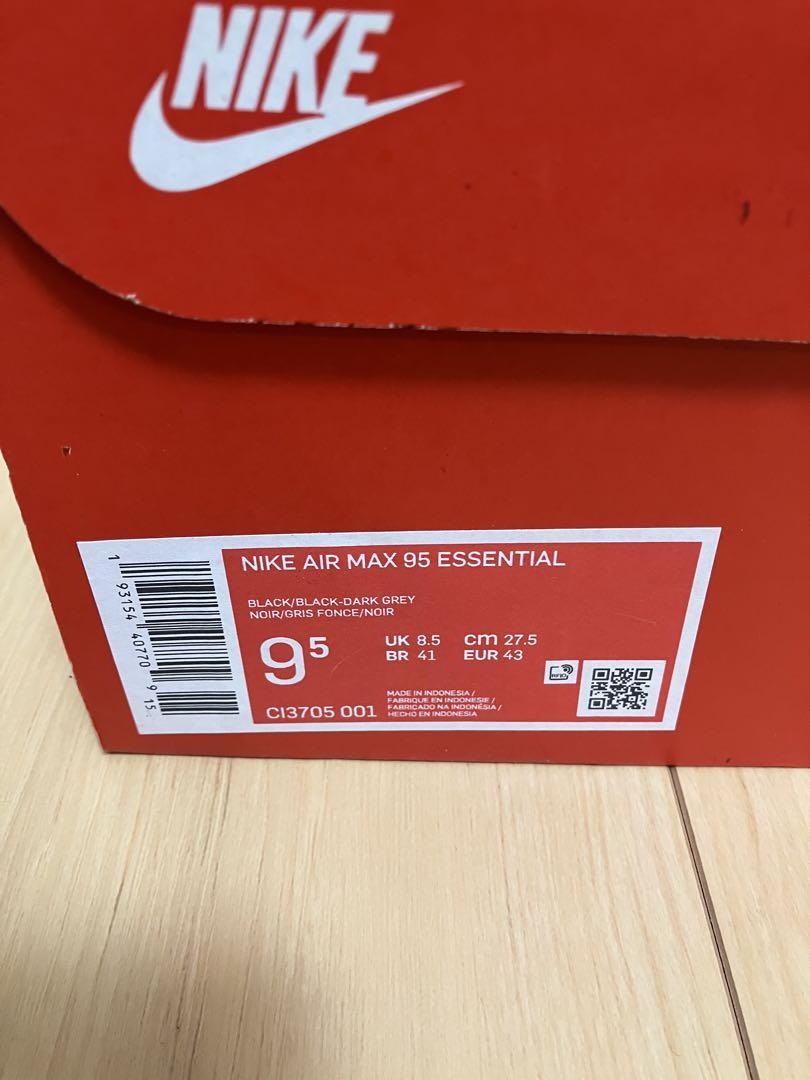 NIKE
NIKE AIR MAX 95 ESSENTIAL
BLACK/BLACK-DARK GREY
NOIR/GRIS FONCE/NOIR
9⁵
UK 8.5 cm 27.5
BR 41 EUR 43
RFID
CI3705 001
MADE IN INDONESIA /
FABRIQUE EN INDONESIE /
FABRICADO NA INDONÉSIA /
HECHO EN INDONESIA
1 93154 40770 9 15